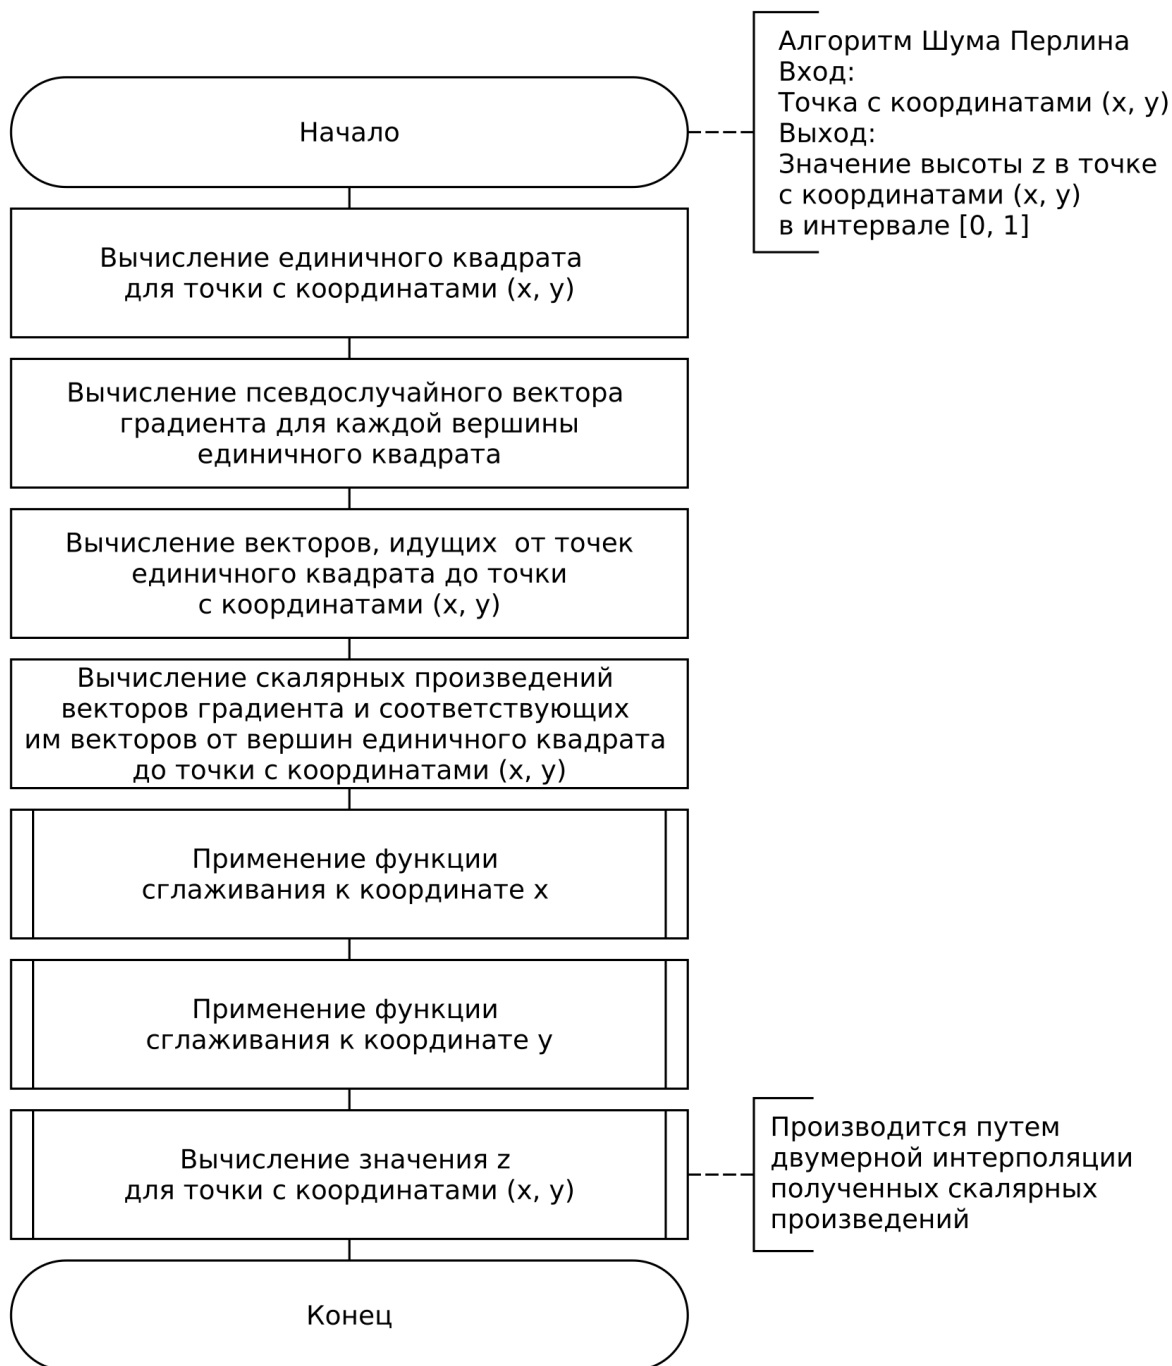 Алгоритм Шума Перлина
Вход:
Точка с координатами (x, y)
Выход:
Значение высоты z в точке
с координатами (x, y)
в интервале [0, 1]
Начало
Вычисление единичного квадрата
для точки с координатами (x, y)
Вычисление псевдослучайного вектора
градиента для каждой вершины
единичного квадрата
Вычисление векторов, идущих  от точек
единичного квадрата до точки
с координатами (x, y)
Вычисление скалярных произведений
векторов градиента и соответствующих
им векторов от вершин единичного квадрата
до точки с координатами (x, y)
Применение функции
сглаживания к координате x
Применение функции
сглаживания к координате y
Вычисление значения z
для точки с координатами (x, y)
Производится путем
двумерной интерполяции
полученных скалярных
произведений
Конец